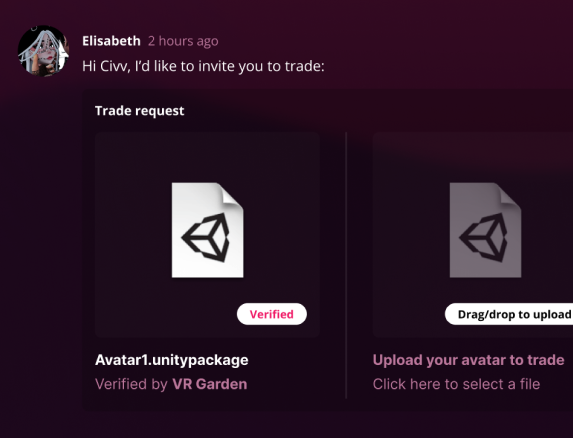 Elisabeth 2 hours ago
Hi Civv, I’d like to invite you to trade:
Trade request
Verified
Avatar1.unitypackage
Verified by VR Garden
Drag/drop to upload
Upload your avatar to trade
Click here to select a file